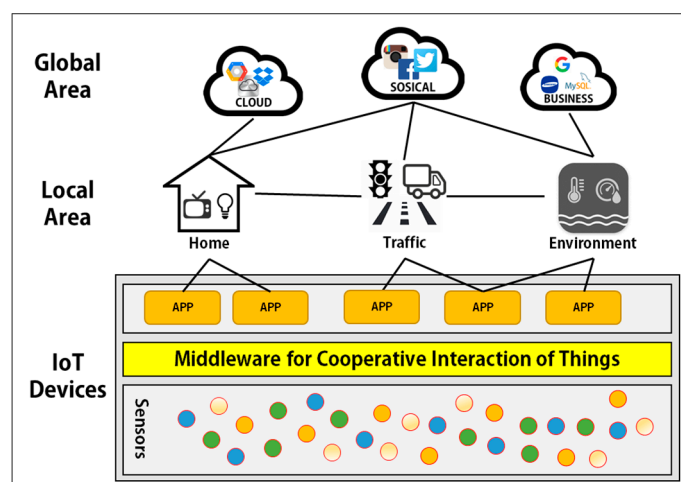 Global
Area
CLOUD
SOSICAL
G
MySQL
BUSINESS
Local
Area
Home
Traffic
Environment
APP
APP
APP
APP
APP
IoT
Devices
Middleware for Cooperative Interaction of Things
Sensors